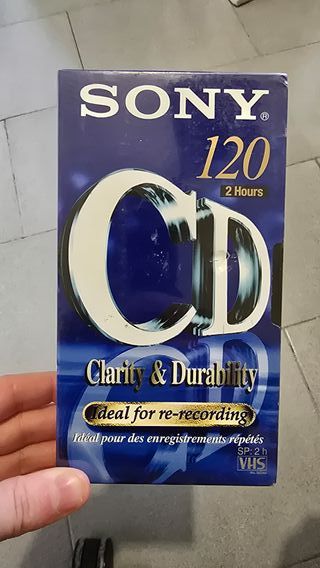 SONY®
120
2 Hours
CD
Clarity & Durability
Ideal for re-recording
Idéal pour des enregistrements répétés
SP: 2 h
VHS